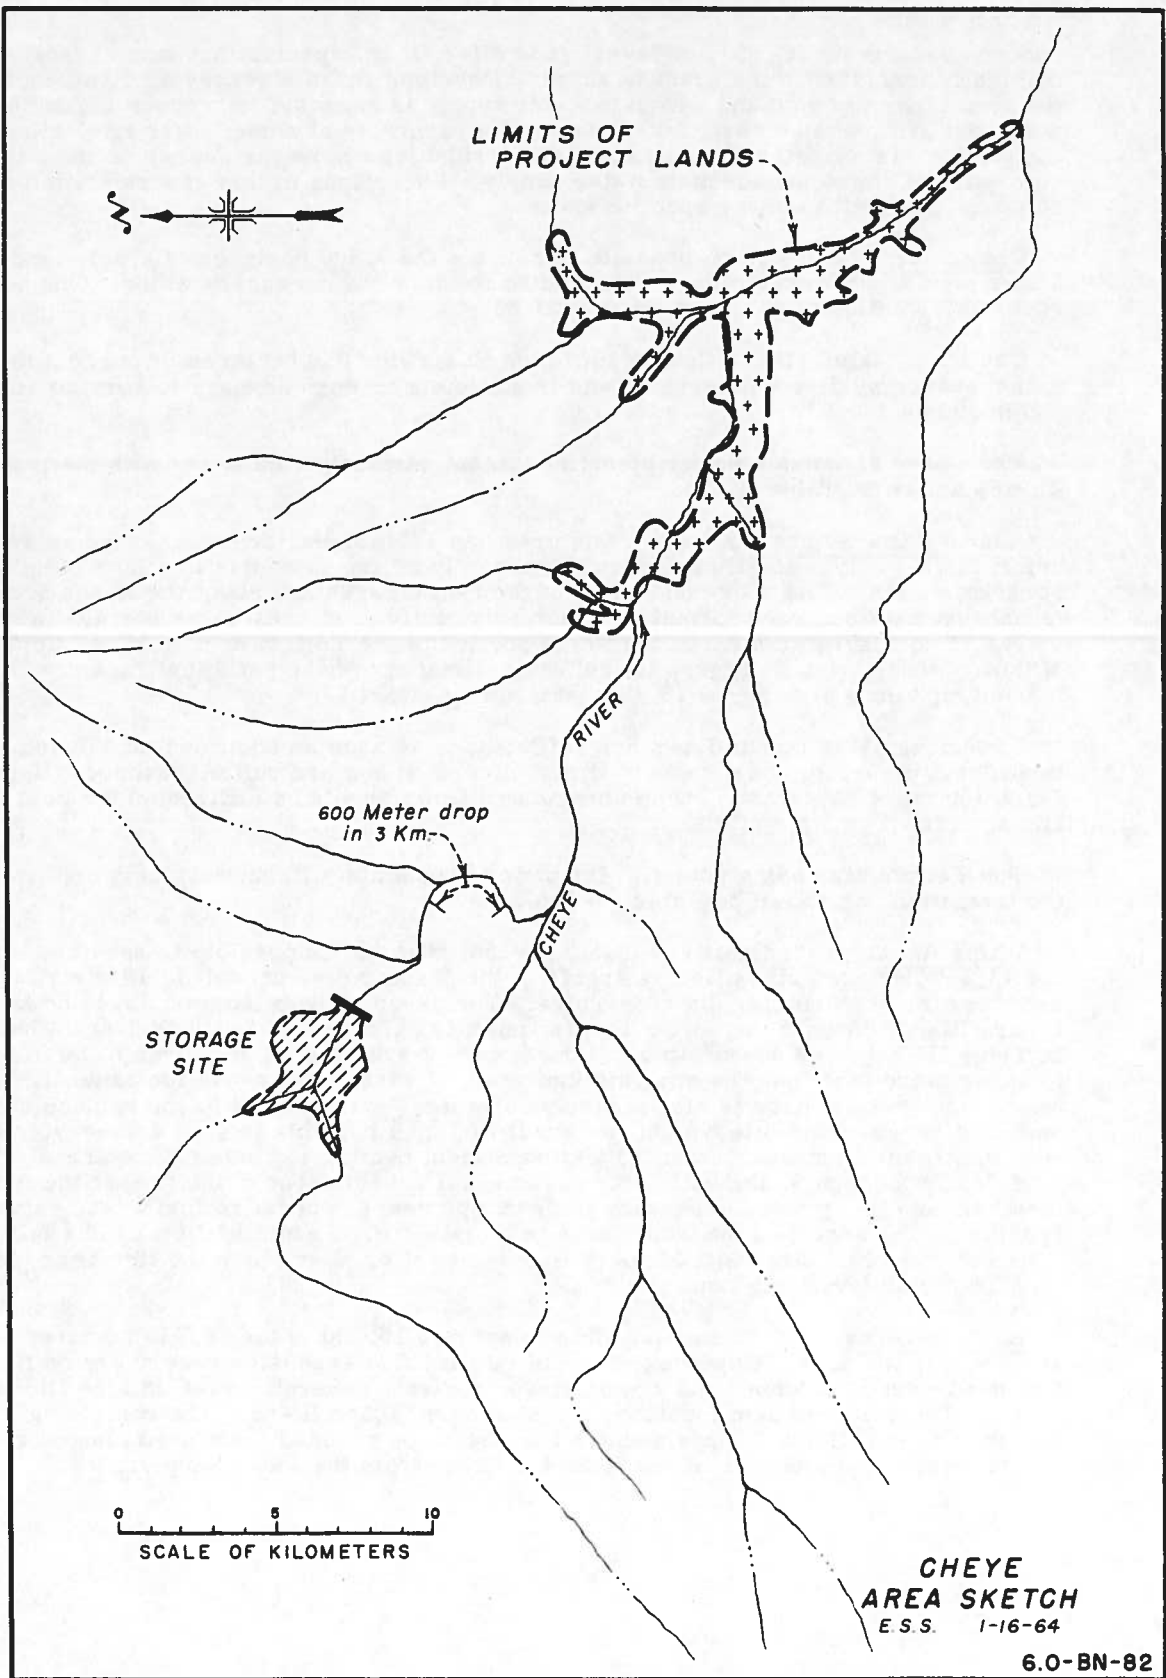 LIMITS OF
PROJECT LANDS
N
RIVER
600 Meter drop
in 3 Km
CHEYE
STORAGE
SITE
0 5 10
SCALE OF KILOMETERS
CHEYE
AREA SKETCH
E.S.S. 1-16-64
6.0-BN-82